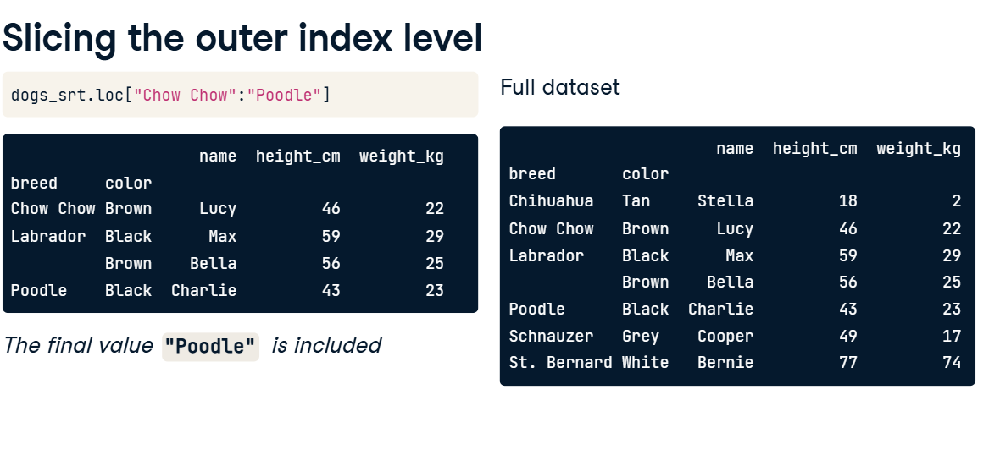 Slicing the outer index level
dogs_srt.loc["Chow Chow":"Poodle"]
                    name  height_cm  weight_kg
breed     color
Chow Chow Brown     Lucy         46         22
Labrador  Black      Max         59         29
          Brown    Bella         56         25
Poodle    Black  Charlie         43         23
The final value "Poodle" is included
Full dataset
                      name  height_cm  weight_kg
breed       color
Chihuahua   Tan     Stella         18          2
Chow Chow   Brown     Lucy         46         22
Labrador    Black      Max         59         29
            Brown    Bella         56         25
Poodle      Black  Charlie         43         23
Schnauzer   Grey    Cooper         49         17
St. Bernard White   Bernie         77         74